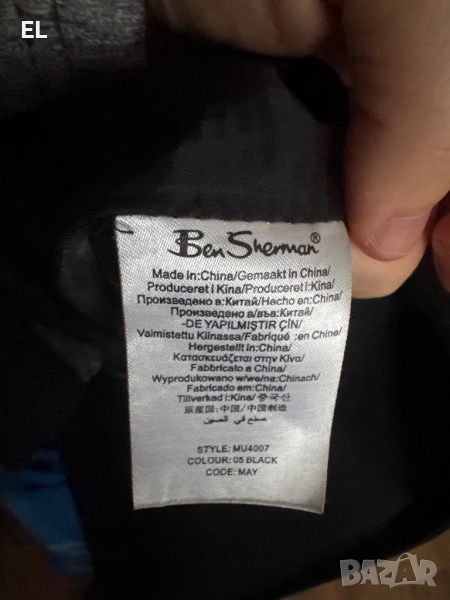 EL
Ben Sherman®
Made in:China/Gemaakt in China/
Produceret i Kina/Produceret I:Kina/
Произведено в:Китай/Hecho en:China/
Произведено в/във:Китай/
-DE YAPILMIŞTIR ÇİN/
Valmistettu Kiinassa/Fabriqué :en Chine/
Hergestellt in:China/
Κατασκευάζεται στην Κίνα/
Fabbricato a China/
Wyprodukowano w/we/na:Chinach/
Fabricado em:China/
Tillverkad i:Kina/중국산/
原産国:中国/中国制造
صنع في الصين
STYLE: MU4007
COLOUR: 05 BLACK
CODE: MAY
BAZAR